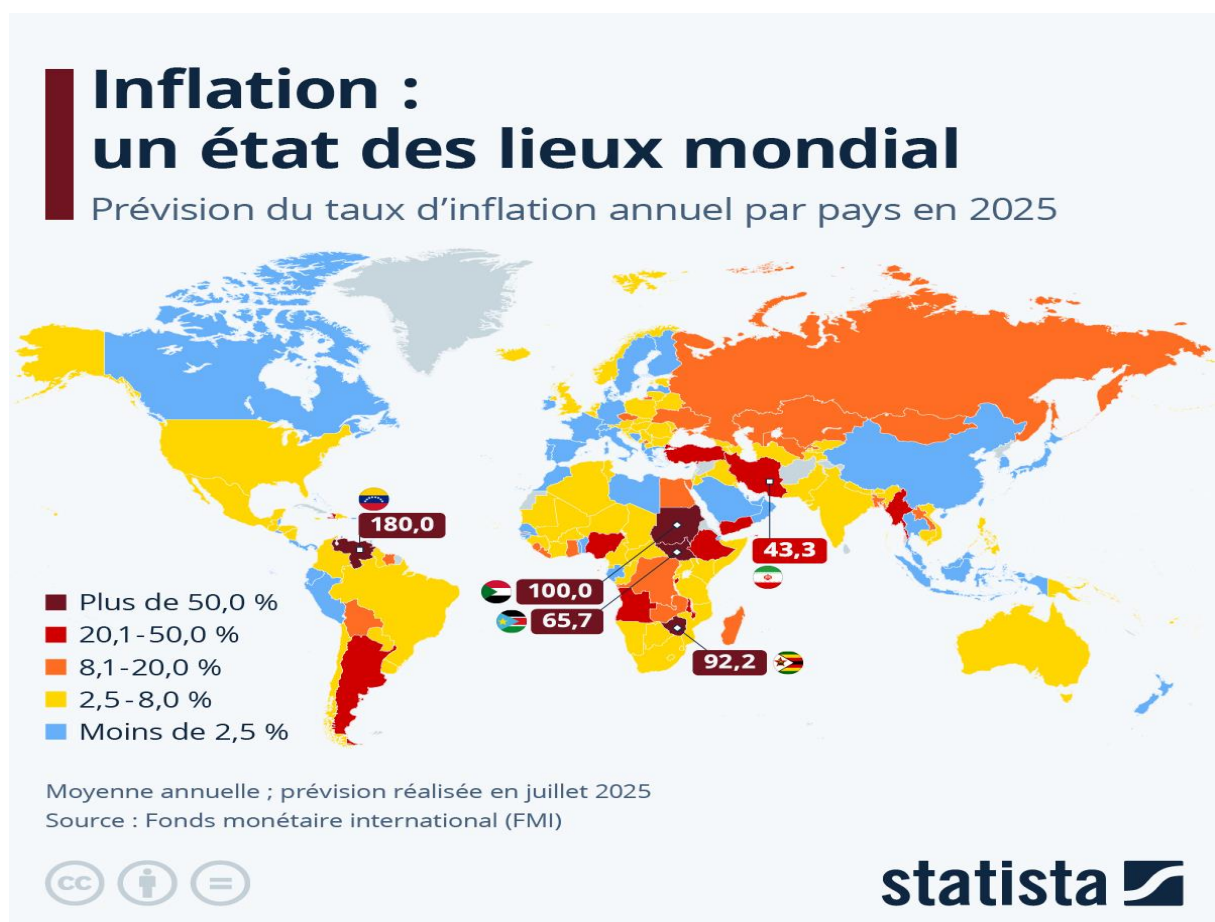 Inflation :
un état des lieux mondial
Prévision du taux d’inflation annuel par pays en 2025
180,0
100,0
65,7
43,3
92,2
Plus de 50,0 %
20,1-50,0 %
8,1-20,0 %
2,5-8,0 %
Moins de 2,5 %
Moyenne annuelle ; prévision réalisée en juillet 2025
Source : Fonds monétaire international (FMI)
cc
statista